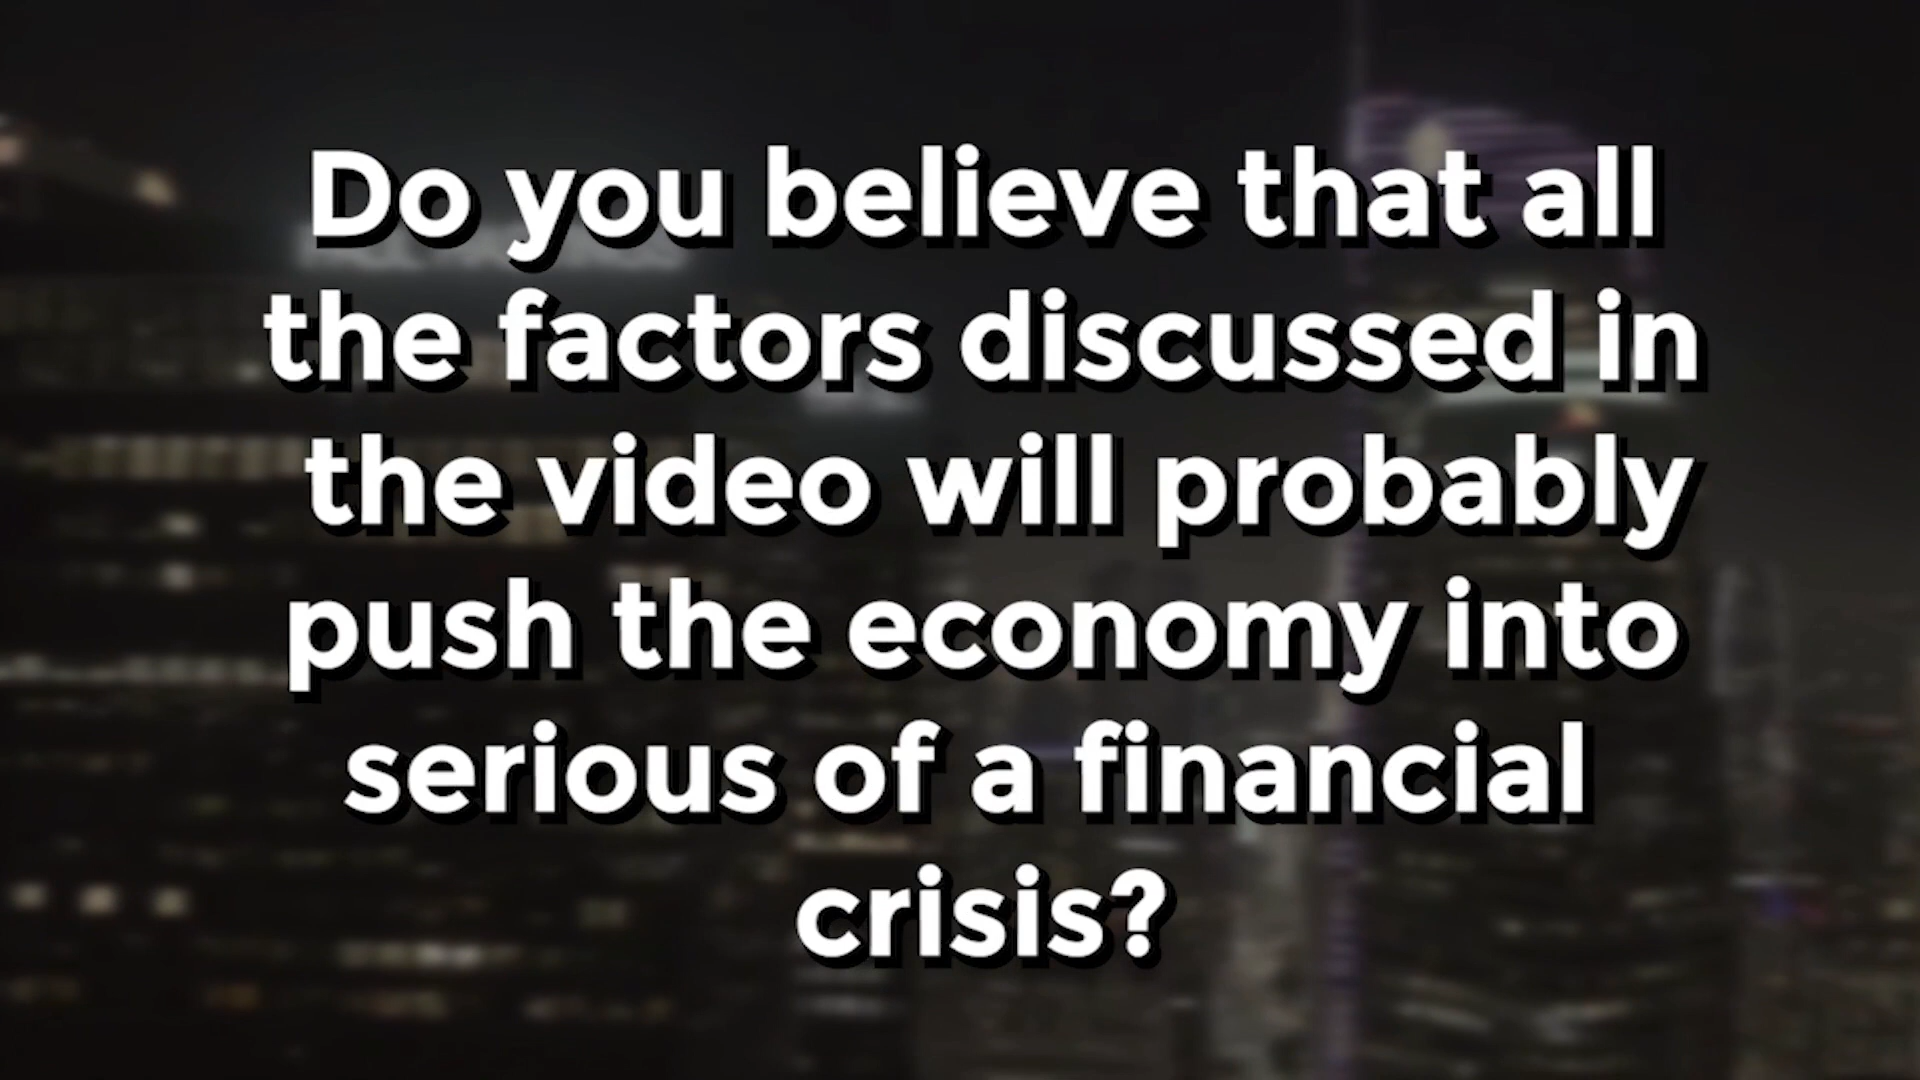 Do you believe that all
the factors discussed in
the video will probably
push the economy into
serious of a financial
crisis?